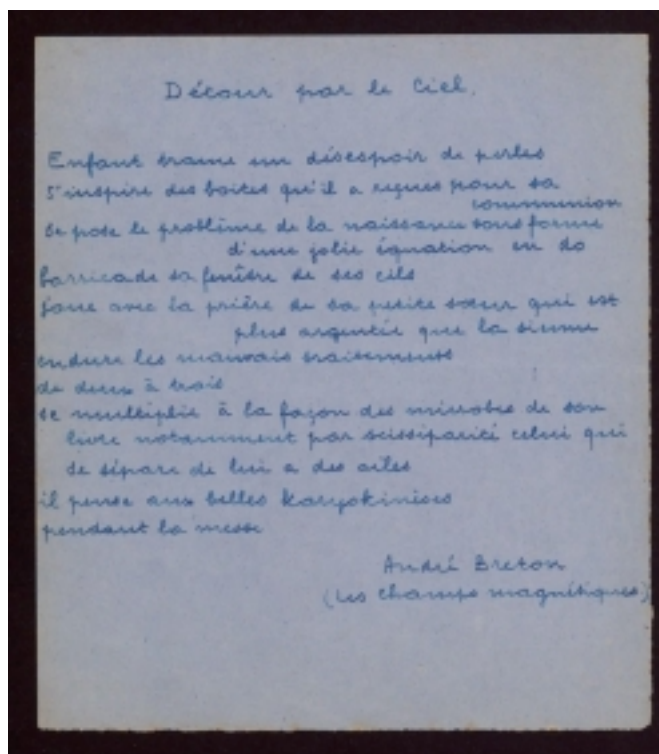 Détour par le Ciel.
Enfant trame un désespoir de perles
S'inspire des boîtes qu'il a reçues pour sa
communion
Se pose le problème de la naissance sous forme
d'une jolie équation en do
barricade sa fenêtre de ses cils
joue avec la prière de sa petite sœur qui est
plus argentée que la sienne
endure les mauvais traitements
de deux à trois
se multiplie à la façon des microbes de son
livre notamment par scissiparité celui qui
se sépare de lui a des ailes
il pense aux belles karyokinèses
pendant la messe
André Breton
(Les champs magnétiques)